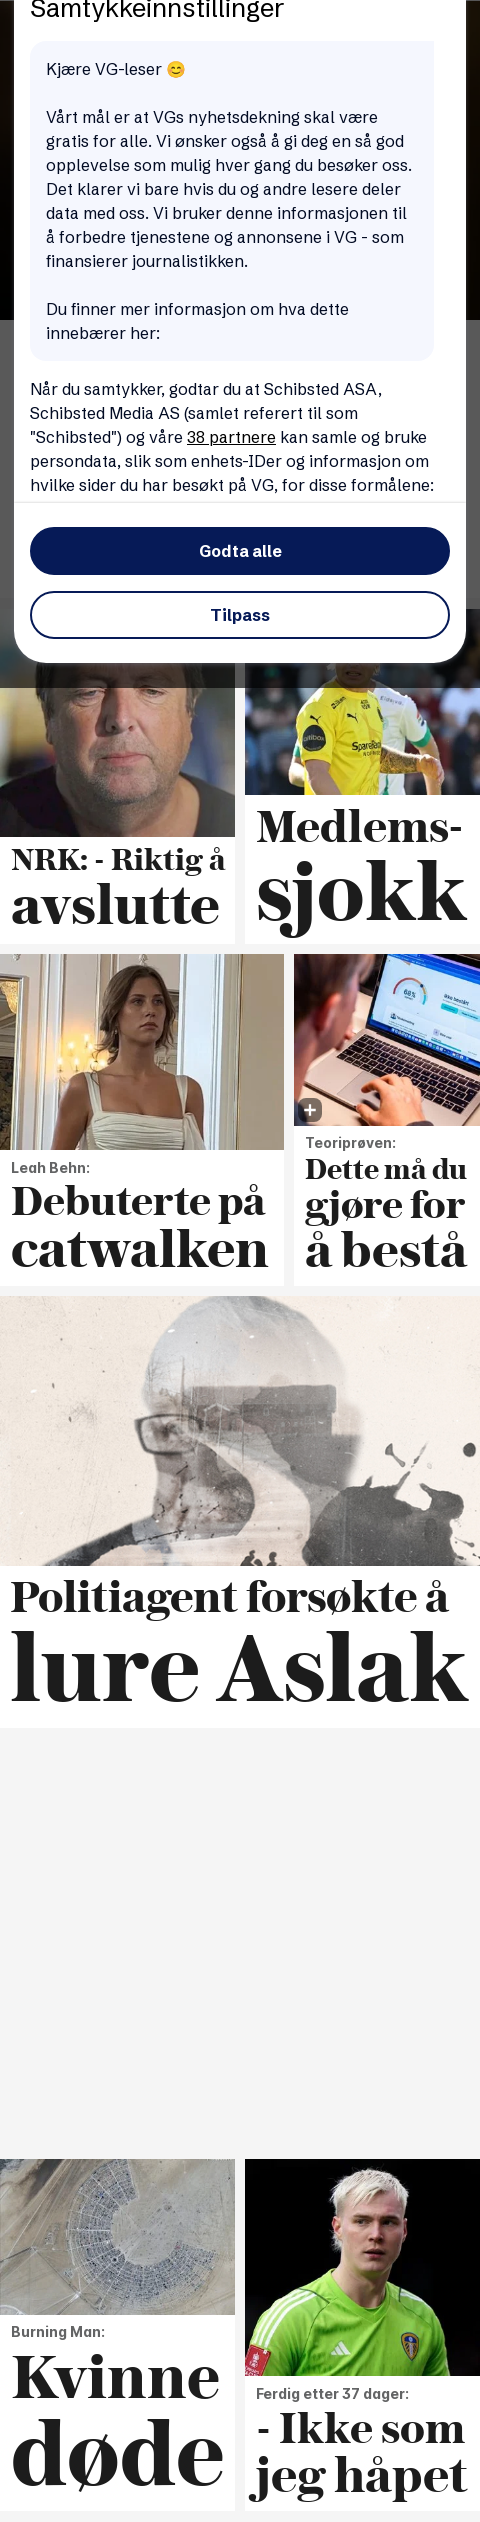 Samtykkeinnstillinger
Kjære VG-leser 😊
Vårt mål er at VGs nyhetsdekning skal være
gratis for alle. Vi ønsker også å gi deg en så god
opplevelse som mulig hver gang du besøker oss.
Det klarer vi bare hvis du og andre lesere deler
data med oss. Vi bruker denne informasjonen til
å forbedre tjenestene og annonsene i VG - som
finansierer journalistikken.
Du finner mer informasjon om hva dette
innebærer her:
Når du samtykker, godtar du at Schibsted ASA,
Schibsted Media AS (samlet referert til som
"Schibsted") og våre 38 partnere kan samle og bruke
persondata, slik som enhets-IDer og informasjon om
hvilke sider du har besøkt på VG, for disse formålene:
Godta alle
Tilpass
NRK: - Riktig å
avslutte
Medlems-
sjokk
Leah Behn:
Debuterte på
catwalken
68%
Ikke bestått
Teoriprøven:
Dette må du
gjøre for
å bestå
Politiagent forsøkte å
lure Aslak
Burning Man:
Kvinne
døde
Ferdig etter 37 dager:
- Ikke som
jeg håpet